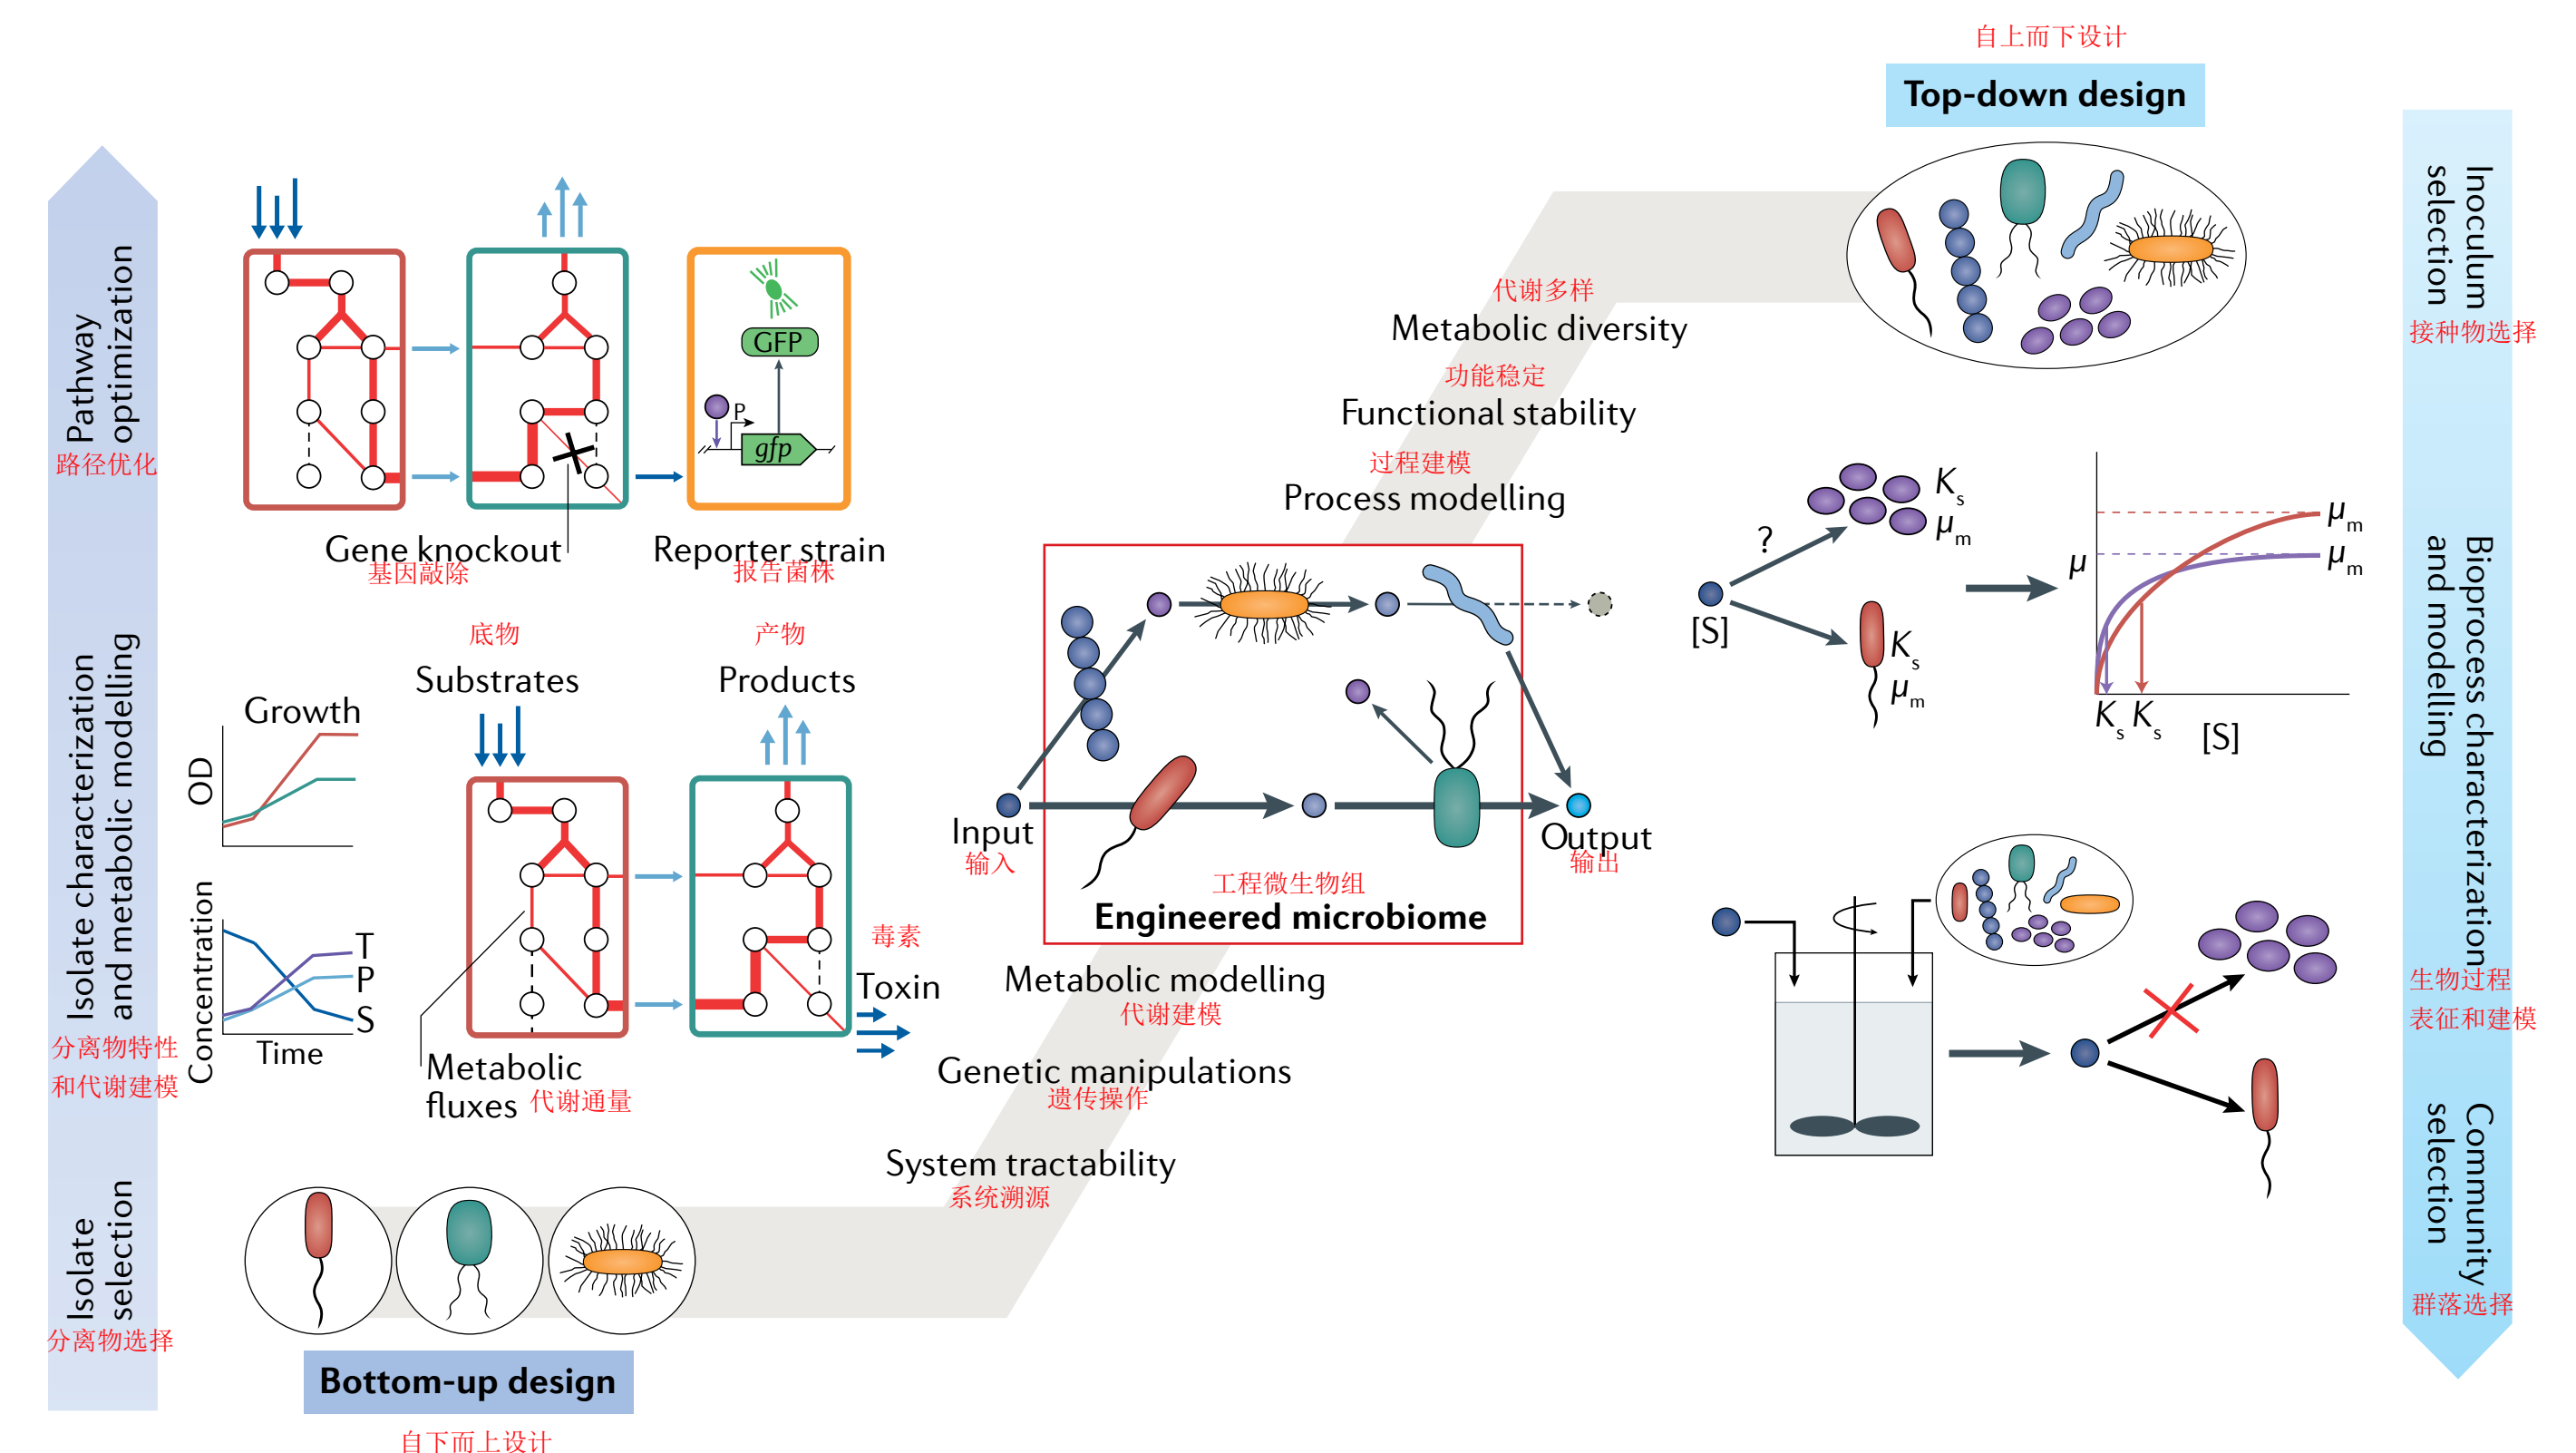 自上而下设计
Top-down design
Inoculum
selection
接种物选择
Bioprocess characterization
and modelling
生物过程
表征和建模
Community
selection
群落选择
Pathway
optimization
路径优化
Isolate characterization
and metabolic modelling
分离物特性
和代谢建模
Isolate
selection
分离物选择
GFP
P
gfp
Gene knockout
基因敲除
Reporter strain
报告菌株
底物
Substrates
产物
Products
Growth
OD
Concentration
T
P
S
Time
Metabolic
fluxes
代谢通量
毒素
Toxin
代谢多样
Metabolic diversity
功能稳定
Functional stability
过程建模
Process modelling
Input
输入
Output
输出
工程微生物组
Engineered microbiome
Metabolic modelling
代谢建模
Genetic manipulations
遗传操作
System tractability
系统溯源
?
[S]
Ks
μm
Ks
μm
μ
μm
μm
Ks
Ks
[S]
Bottom-up design
自下而上设计